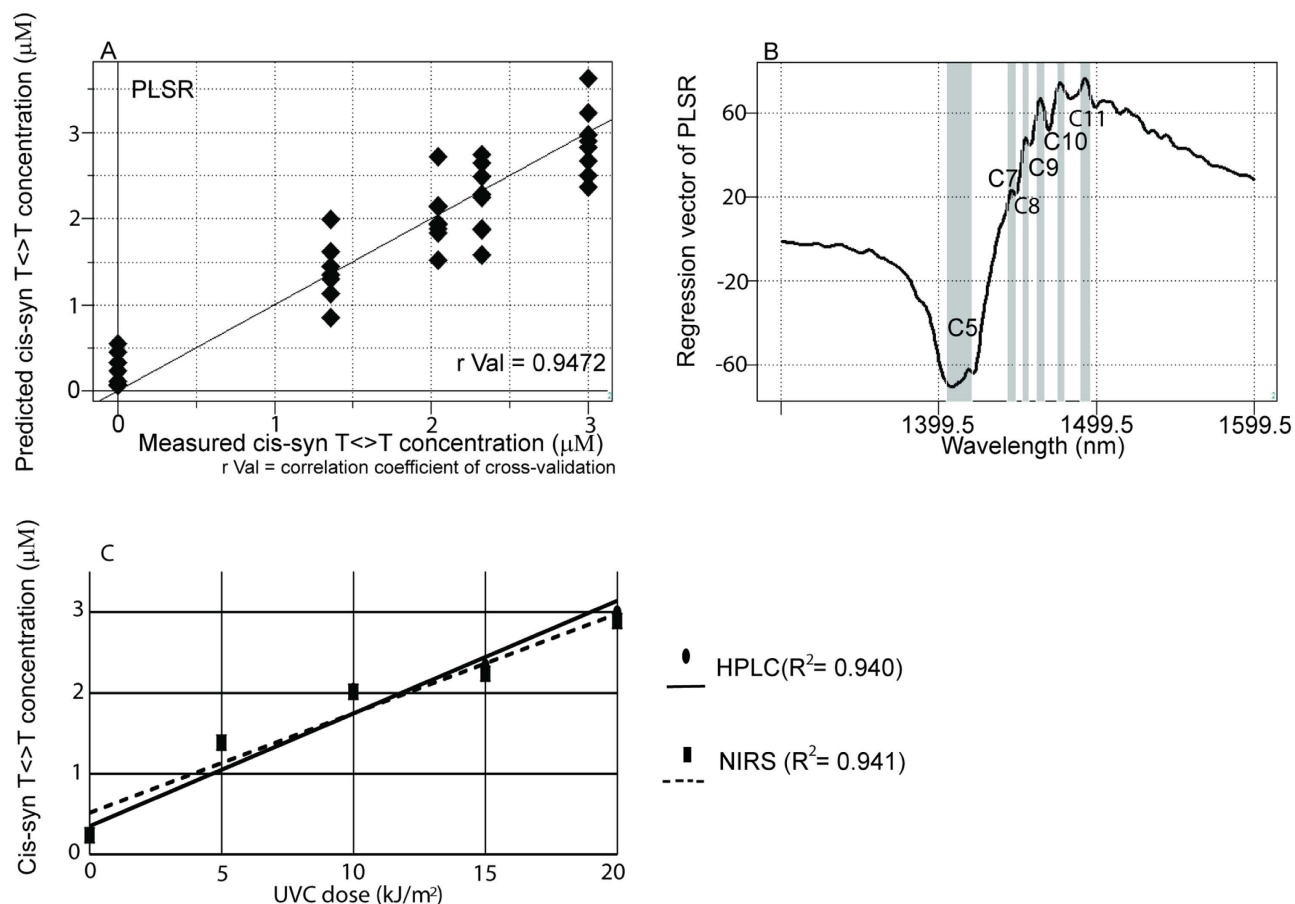 A
PLSR
Predicted cis-syn T<>T concentration (µM)
3
2
1
0
r Val = 0.9472
0 1 2 3
Measured cis-syn T<>T concentration (µM)
r Val = correlation coefficient of cross-validation
B
Regression vector of PLSR
60
20
-20
-60
C5
C7
C8
C9
C10
C11
1399.5 1499.5 1599.5
Wavelength (nm)
C
Cis-syn T<>T concentration (µM)
3
2
1
0
0 5 10 15 20
UVC dose (kJ/m²)
HPLC(R²= 0.940)
NIRS (R²= 0.941)